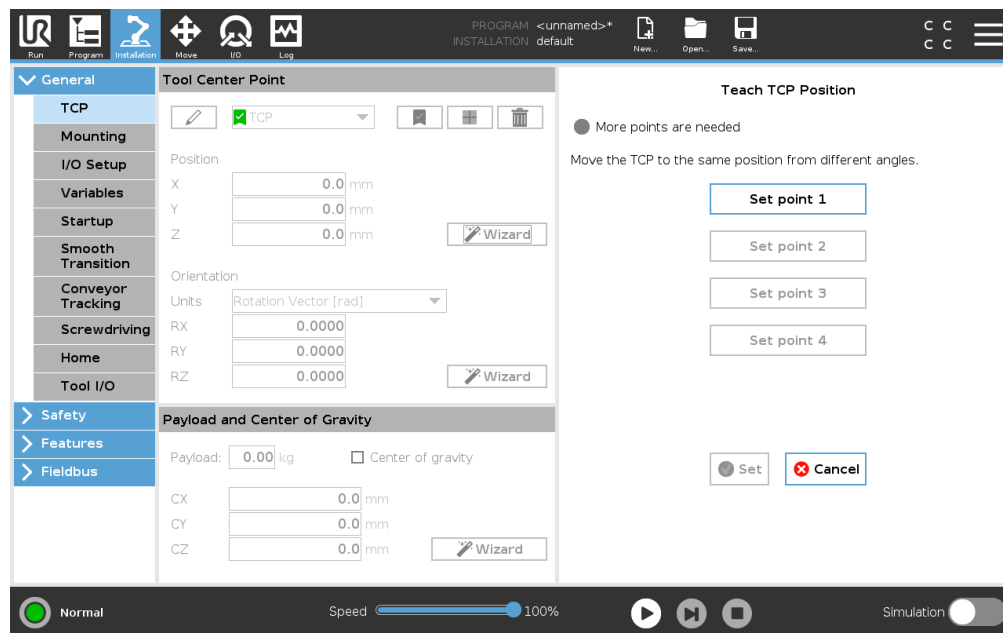 UR
PROGRAM <unnamed>*
INSTALLATION default
C C
C C
Run
Program
Installation
Move
I/O
Log
New...
Open...
Save...
General
TCP
Mounting
I/O Setup
Variables
Startup
Smooth
Transition
Conveyor
Tracking
Screwdriving
Home
Tool I/O
Safety
Features
Fieldbus
Tool Center Point
TCP
Position
X 0.0 mm
Y 0.0 mm
Z 0.0 mm
Wizard
Orientation
Units Rotation Vector [rad]
RX 0.0000
RY 0.0000
RZ 0.0000
Wizard
Payload and Center of Gravity
Payload: 0.00 kg Center of gravity
CX 0.0 mm
CY 0.0 mm
CZ 0.0 mm
Wizard
Teach TCP Position
More points are needed
Move the TCP to the same position from different angles.
Set point 1
Set point 2
Set point 3
Set point 4
Set
Cancel
Normal
Speed 100%
Simulation